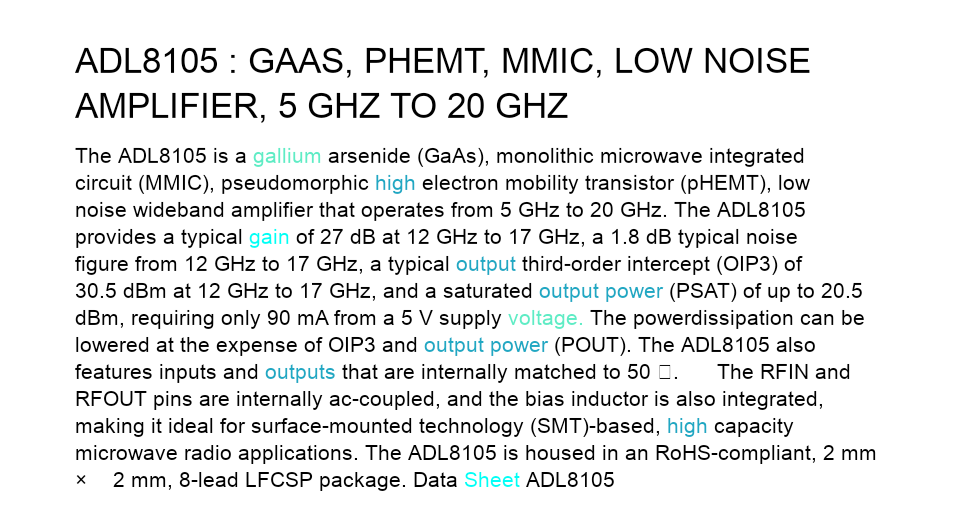 ADL8105 : GAAS, PHEMT, MMIC, LOW NOISE
AMPLIFIER, 5 GHZ TO 20 GHZ
The ADL8105 is a gallium arsenide (GaAs), monolithic microwave integrated
circuit (MMIC), pseudomorphic high electron mobility transistor (pHEMT), low
noise wideband amplifier that operates from 5 GHz to 20 GHz. The ADL8105
provides a typical gain of 27 dB at 12 GHz to 17 GHz, a 1.8 dB typical noise
figure from 12 GHz to 17 GHz, a typical output third-order intercept (OIP3) of
30.5 dBm at 12 GHz to 17 GHz, and a saturated output power (PSAT) of up to 20.5
dBm, requiring only 90 mA from a 5 V supply voltage. The powerdissipation can be
lowered at the expense of OIP3 and output power (POUT). The ADL8105 also
features inputs and outputs that are internally matched to 50 . The RFIN and
RFOUT pins are internally ac-coupled, and the bias inductor is also integrated,
making it ideal for surface-mounted technology (SMT)-based, high capacity
microwave radio applications. The ADL8105 is housed in an RoHS-compliant, 2 mm
× 2 mm, 8-lead LFCSP package. Data Sheet ADL8105